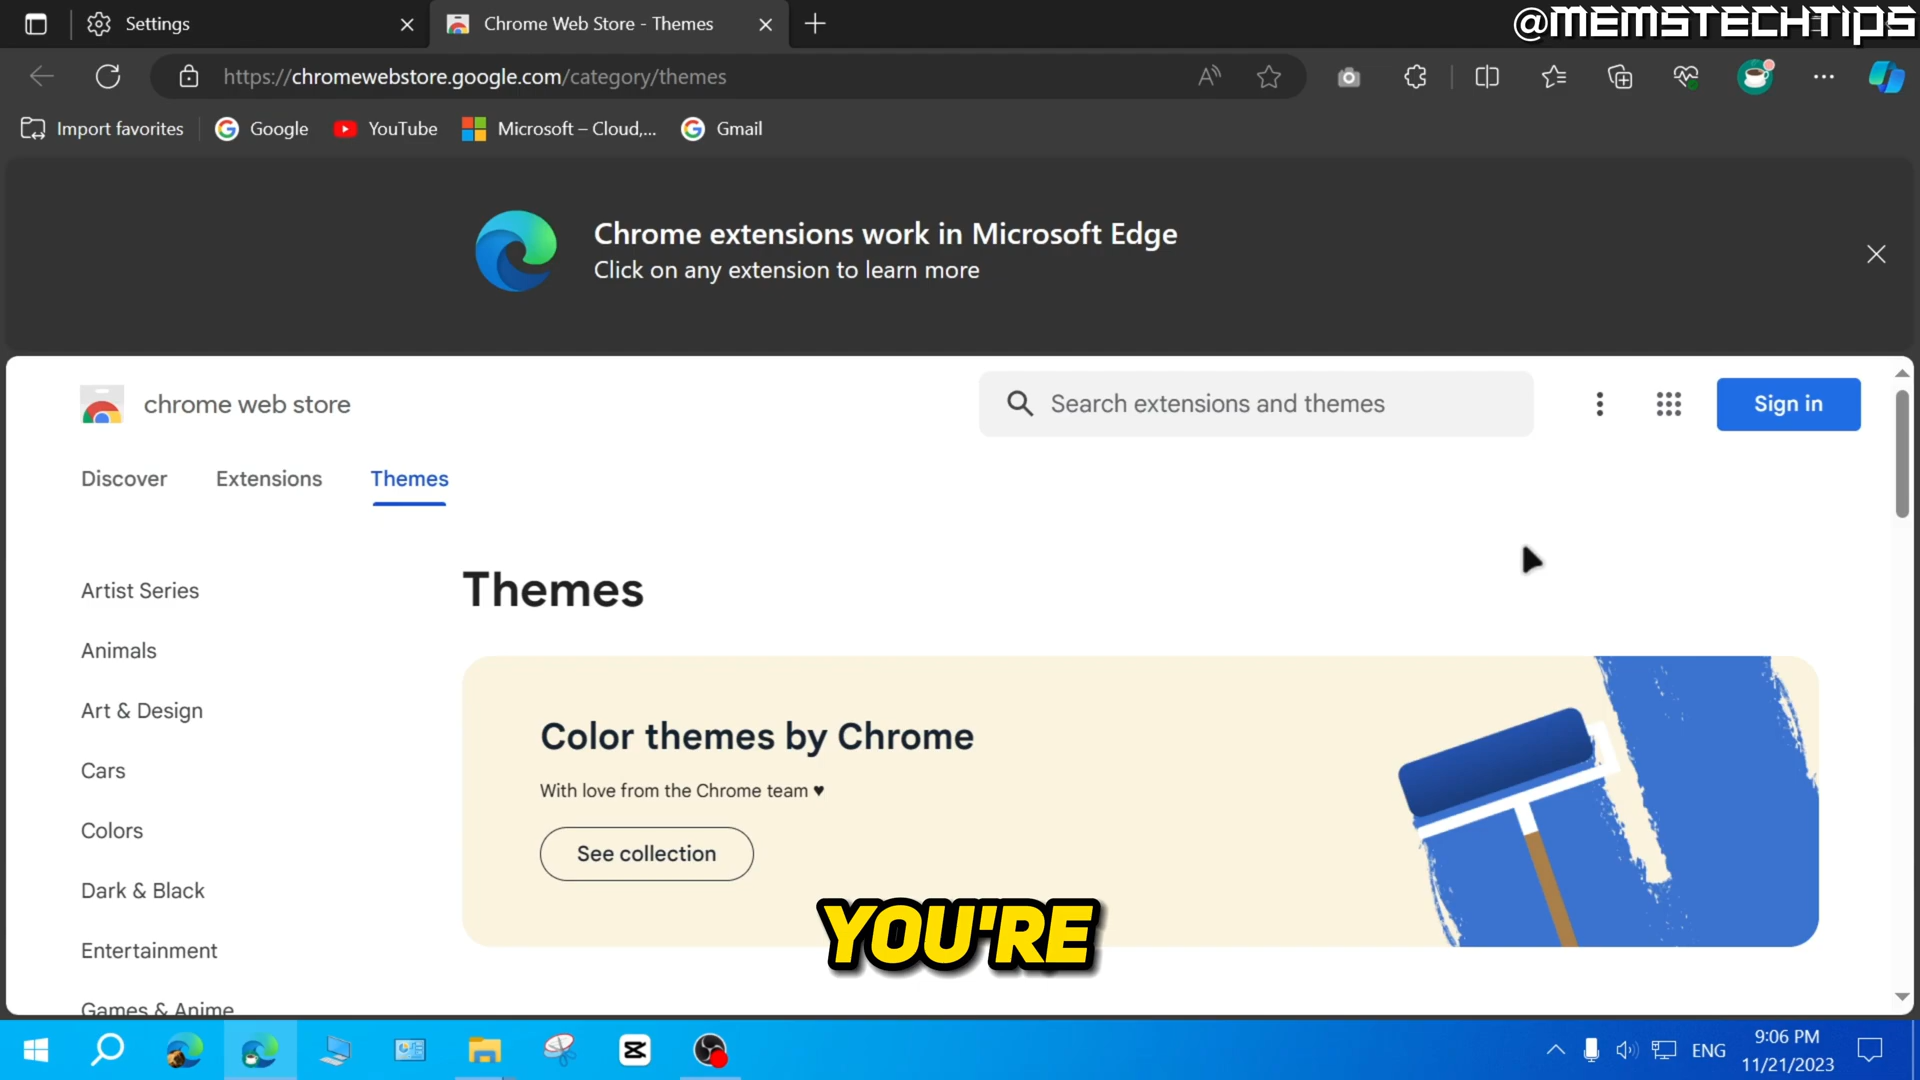 Settings
Chrome Web Store - Themes
@MEMSTECHTIPS
https://chromewebstore.google.com/category/themes
Import favorites
Google
YouTube
Microsoft – Cloud,...
Gmail
Chrome extensions work in Microsoft Edge
Click on any extension to learn more
chrome web store
Search extensions and themes
Sign in
Discover
Extensions
Themes
Artist Series
Animals
Art & Design
Cars
Colors
Dark & Black
Entertainment
Games & Anime
Themes
Color themes by Chrome
With love from the Chrome team ♥
See collection
YOU'RE
ENG
9:06 PM
11/21/2023